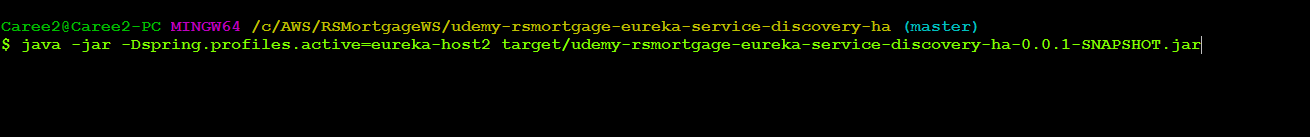 Caree2@Caree2-PC MINGW64 /c/AWS/RSMortgageWS/udemy-rsmortgage-eureka-service-discovery-ha (master)
$ java -jar -Dspring.profiles.active=eureka-host2 target/udemy-rsmortgage-eureka-service-discovery-ha-0.0.1-SNAPSHOT.jar